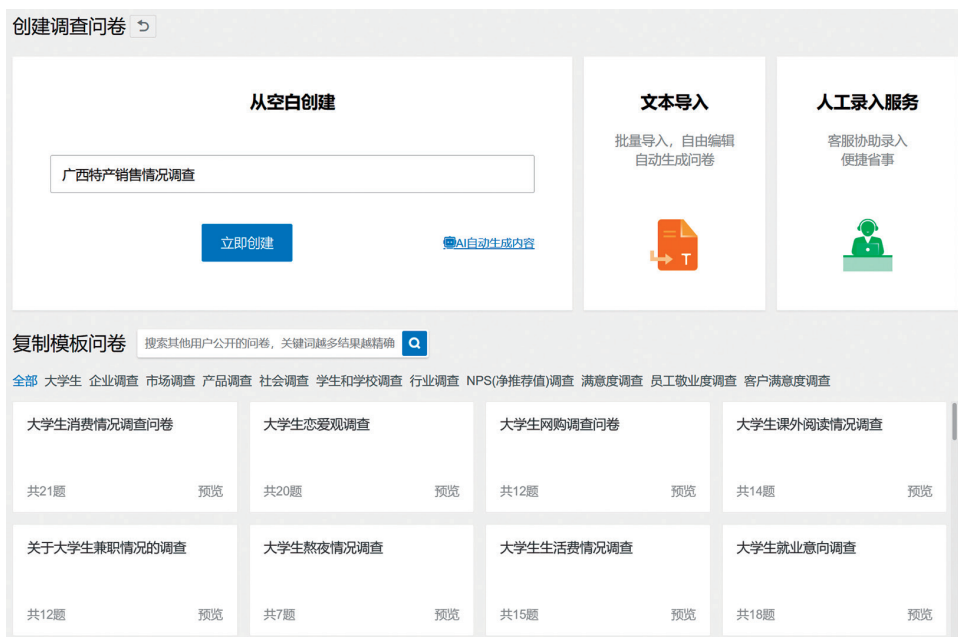 创建调查问卷
从空白创建
广西特产销售情况调查
立即创建
AI自动生成内容
文本导入
批量导入，自由编辑
自动生成问卷
T
人工录入服务
客服协助录入
便捷省事
复制模板问卷
搜索其他用户公开的问卷，关键词越多结果越精确
全部 大学生 企业调查 市场调查 产品调查 社会调查 学生和学校调查 行业调查 NPS(净推荐值)调查 满意度调查 员工敬业度调查 客户满意度调查
大学生消费情况调查问卷
共21题 预览
大学生恋爱观调查
共20题 预览
大学生网购调查问卷
共12题 预览
大学生课外阅读情况调查
共14题 预览
关于大学生兼职情况的调查
共12题 预览
大学生熬夜情况调查
共7题 预览
大学生生活费情况调查
共15题 预览
大学生就业意向调查
共18题 预览